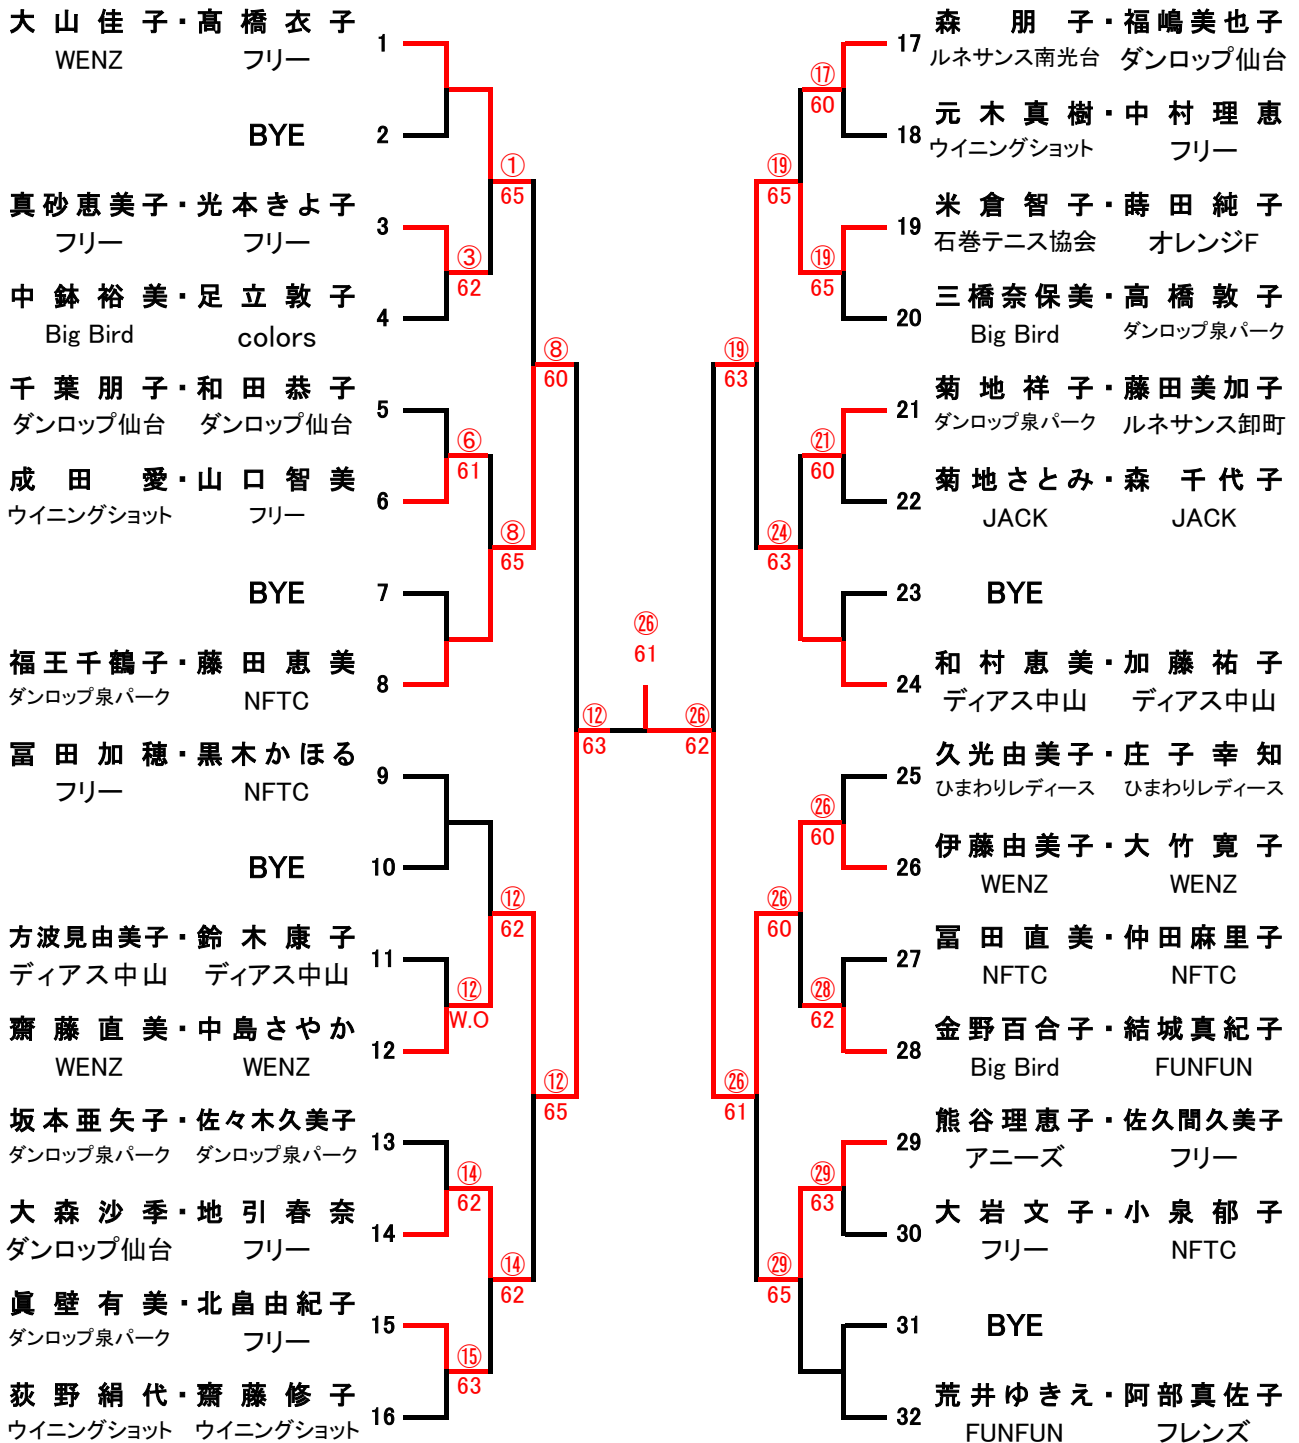 大山佳子・髙橋衣子
1
WENZ フリー
BYE
2
①
65
真砂恵美子・光本きよ子
3
フリー フリー
③
62
中鉢裕美・足立敦子
4
Big Bird colors
⑧
60
千葉朋子・和田恭子
5
ダンロップ仙台 ダンロップ仙台
⑥
61
成田愛・山口智美
6
ウイニングショット フリー
⑧
65
BYE
7
福王千鶴子・藤田恵美
8
ダンロップ泉パーク NFTC
⑫
63
冨田加穂・黒木かほる
9
フリー NFTC
BYE
10
⑫
62
方波見由美子・鈴木康子
11
ディアス中山 ディアス中山
⑫
W.O
齋藤直美・中島さやか
12
WENZ WENZ
⑫
65
坂本亜矢子・佐々木久美子
13
ダンロップ泉パーク ダンロップ泉パーク
⑭
62
大森沙季・地引春奈
14
ダンロップ仙台 フリー
⑭
62
眞壁有美・北畠由紀子
15
ダンロップ泉パーク フリー
⑮
63
荻野絹代・齋藤修子
16
ウイニングショット ウイニングショット
㉖
61
森朋子・福嶋美也子
17
ルネサンス南光台 ダンロップ仙台
⑰
60
元木真樹・中村理恵
18
ウイニングショット フリー
⑲
65
米倉智子・蒔田純子
19
石巻テニス協会 オレンジF
⑲
65
三橋奈保美・高橋敦子
20
Big Bird ダンロップ泉パーク
⑲
63
菊地祥子・藤田美加子
21
ダンロップ泉パーク ルネサンス卸町
㉑
60
菊地さとみ・森千代子
22
JACK JACK
㉔
63
23
BYE
和村恵美・加藤祐子
24
ディアス中山 ディアス中山
㉖
62
久光由美子・庄子幸知
25
ひまわりレディース ひまわりレディース
㉖
60
伊藤由美子・大竹寛子
26
WENZ WENZ
㉖
60
冨田直美・仲田麻里子
27
NFTC NFTC
㉘
62
金野百合子・結城真紀子
28
Big Bird FUNFUN
㉖
61
熊谷理恵子・佐久間久美子
29
アニーズ フリー
㉙
63
大岩文子・小泉郁子
30
フリー NFTC
㉙
65
31
BYE
荒井ゆきえ・阿部真佐子
32
FUNFUN フレンズ